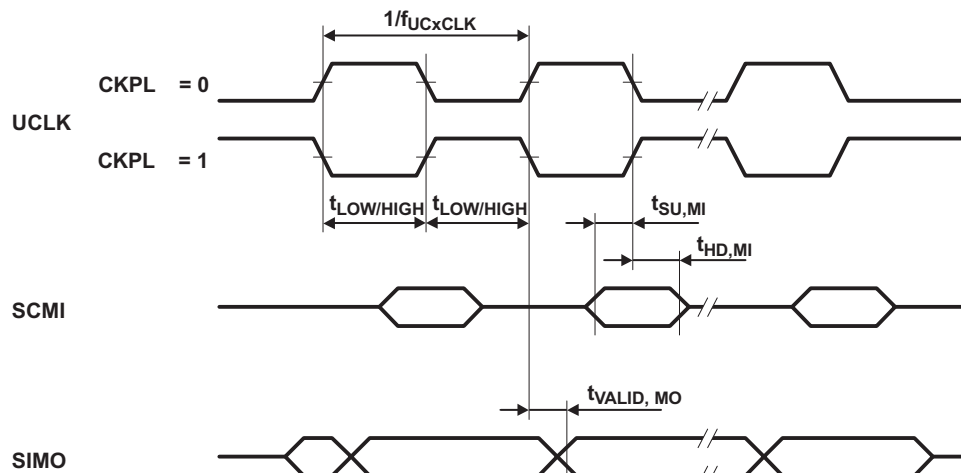 1/fUCxCLK
CKPL = 0
UCLK
CKPL = 1
tLOW/HIGH tLOW/HIGH tSU,MI
tHD,MI
SCMI
tVALID, MO
SIMO